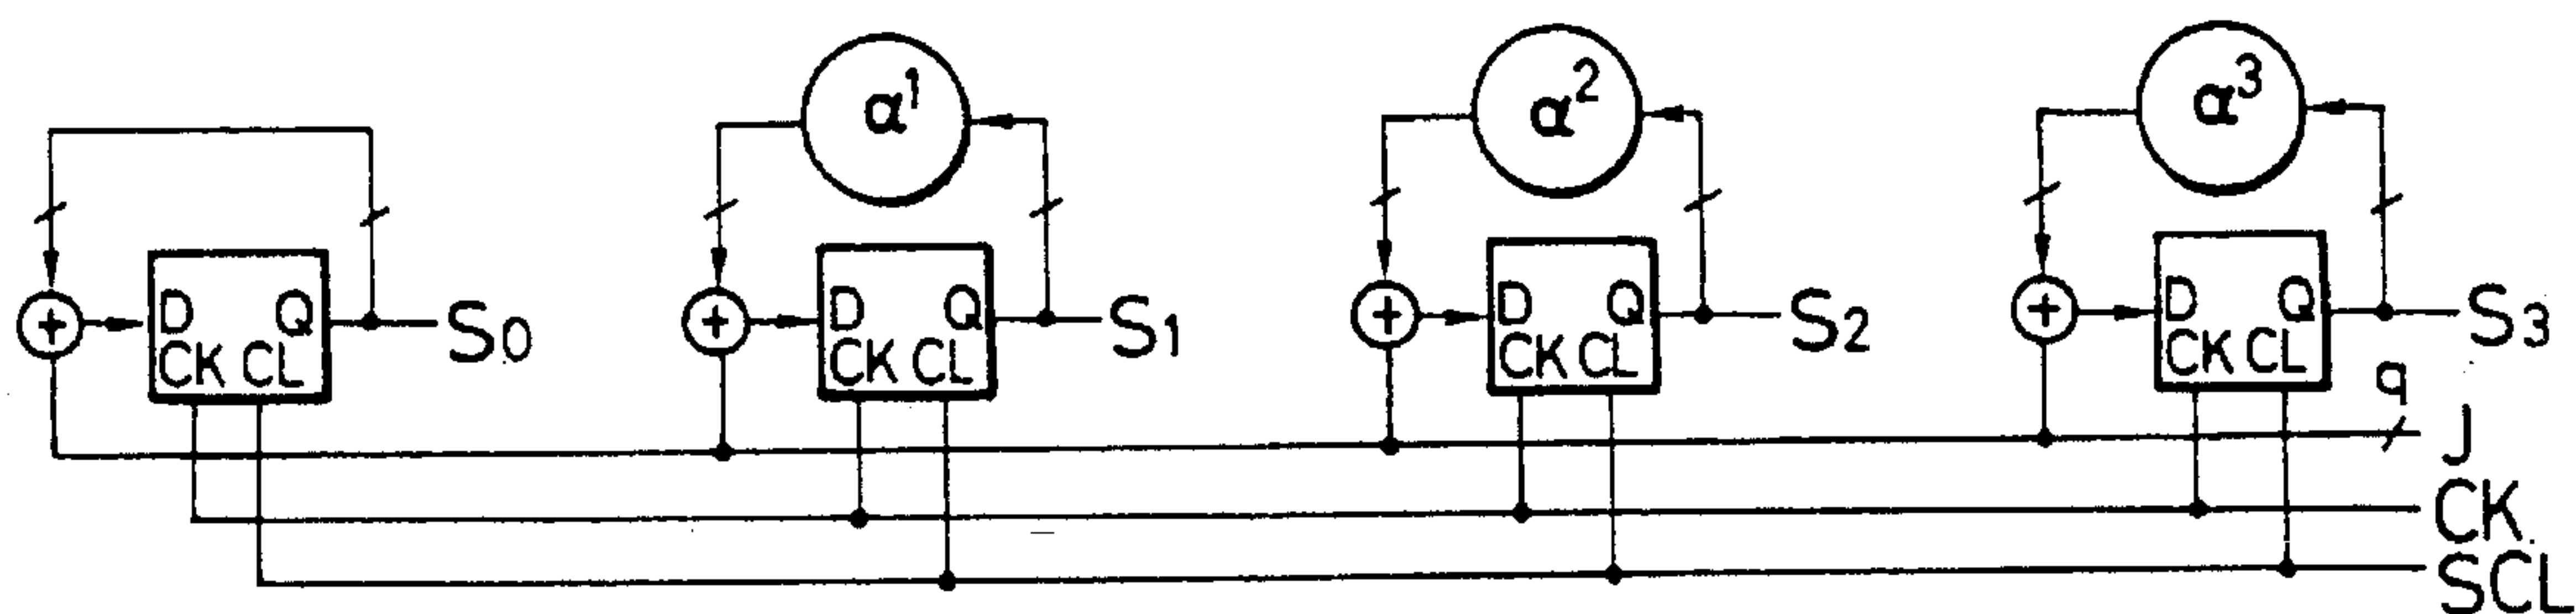 α¹
α²
α³
+ D Q S0
CK CL
+ D Q S1
CK CL
+ D Q S2
CK CL
+ D Q S3
CK CL
q
J
CK
SCL